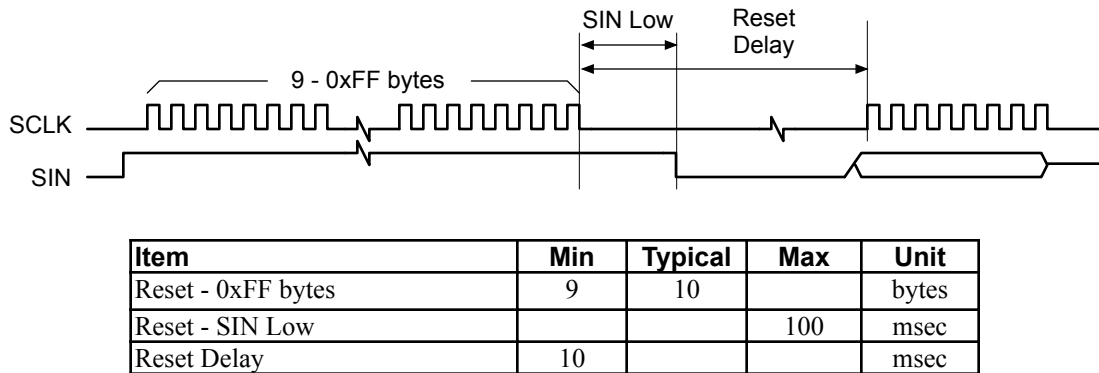 SIN Low
Reset
Delay
9 - 0xFF bytes
SCLK
SIN
Item Min Typical Max Unit
Reset - 0xFF bytes 9 10 bytes
Reset - SIN Low 100 msec
Reset Delay 10 msec